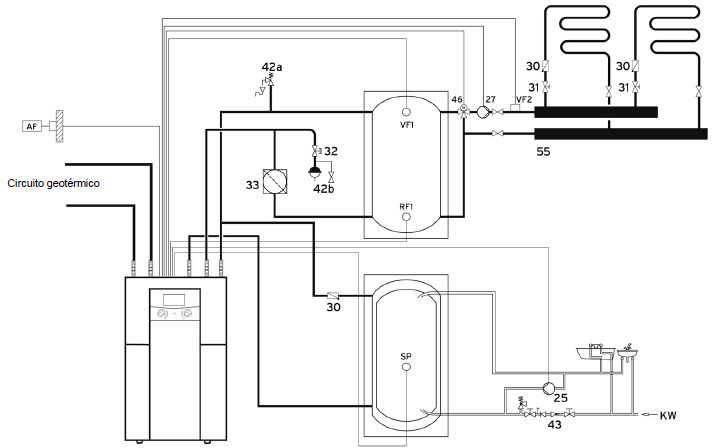 42a
30
30
31
31
46
27
VF2
AF
VF1
55
32
33
42b
Circuito geotérmico
RF1
30
SP
25
43
KW